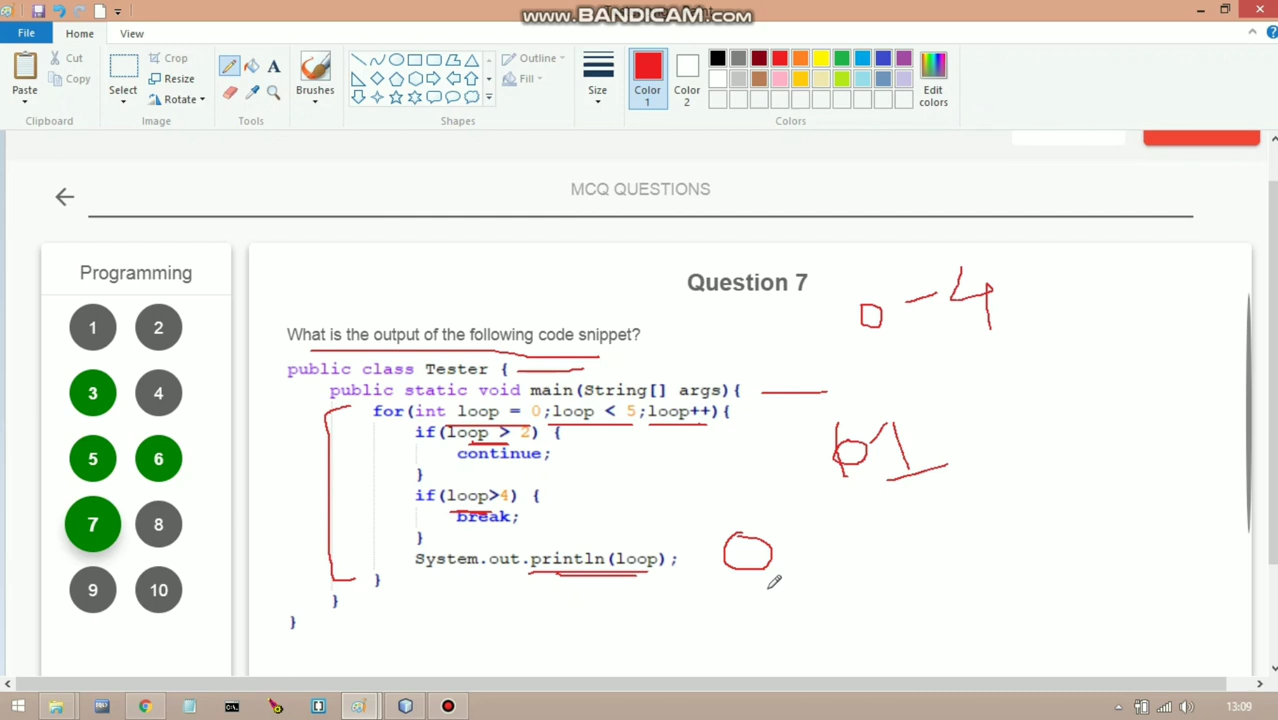 www.BANDICAM.com
File Home View
Paste
Cut
Copy
Clipboard
Select
Crop
Resize
Rotate
Image
A
Tools
Brushes
Outline
Fill
Shapes
Size
Color 1
Color 2
Edit colors
Colors
MCQ QUESTIONS
Programming
1 2
3 4
5 6
7 8
9 10
Question 7
What is the output of the following code snippet?
public class Tester {
public static void main(String[] args){
for(int loop = 0;loop < 5;loop++){
if(loop > 2) {
continue;
}
if(loop>4) {
break;
}
System.out.println(loop);
}
}
}
0 - 4
1
0
13:09